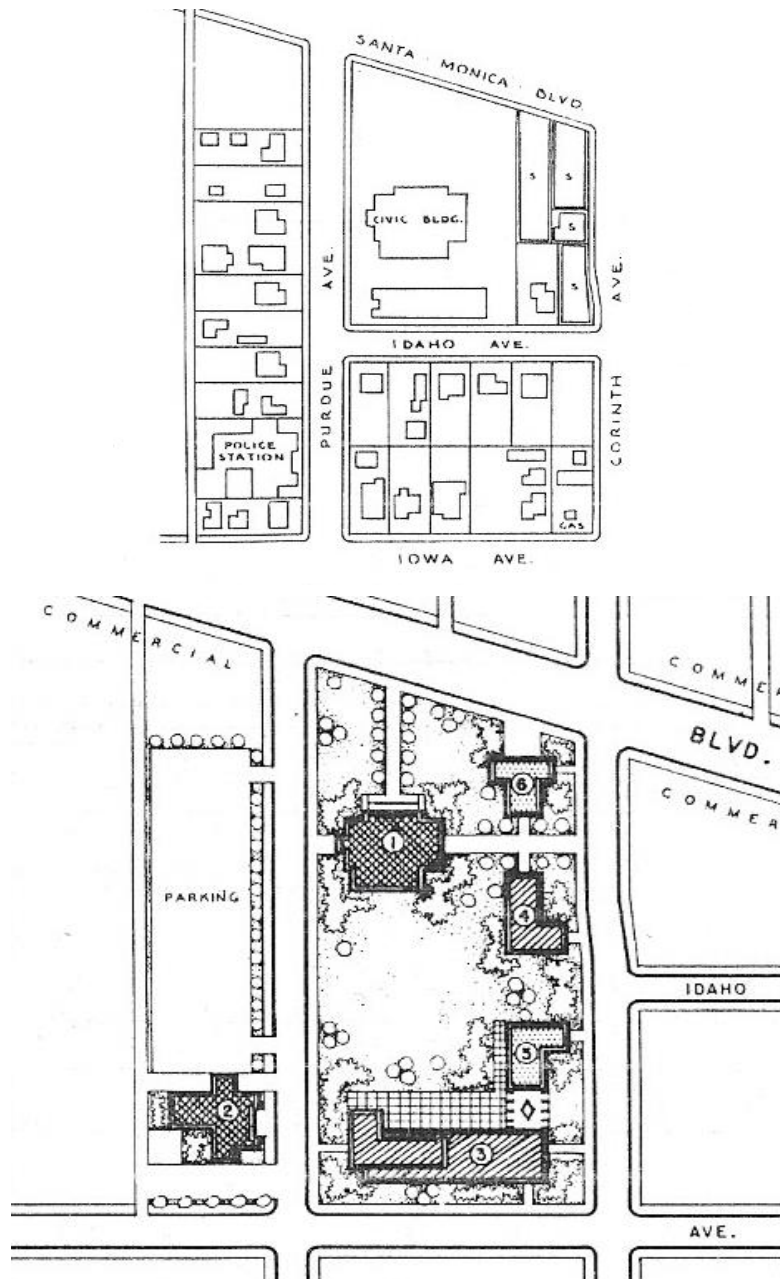 SANTA MONICA BLVD.
S
S
S
S
CIVIC BLDG.
AVE.
AVE.
IDAHO AVE.
PURDUE
CORINTH
POLICE
STATION
GAS
IOWA AVE.
COMMERCIAL
COMME
BLVD.
COMMER
6
1
4
PARKING
IDAHO
5
2
3
AVE.